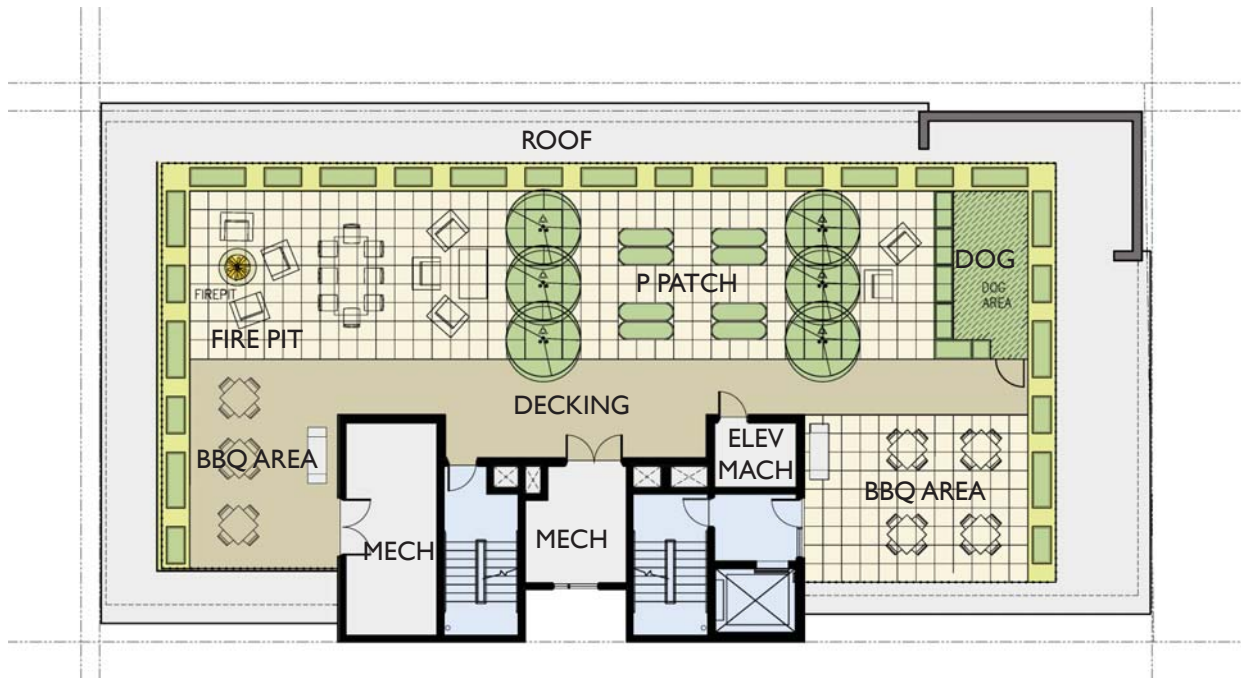 ROOF
DOG
DOG
AREA
P PATCH
FIREPIT
FIRE PIT
DECKING
ELEV
MACH
BBQ AREA
BBQ AREA
MECH
MECH